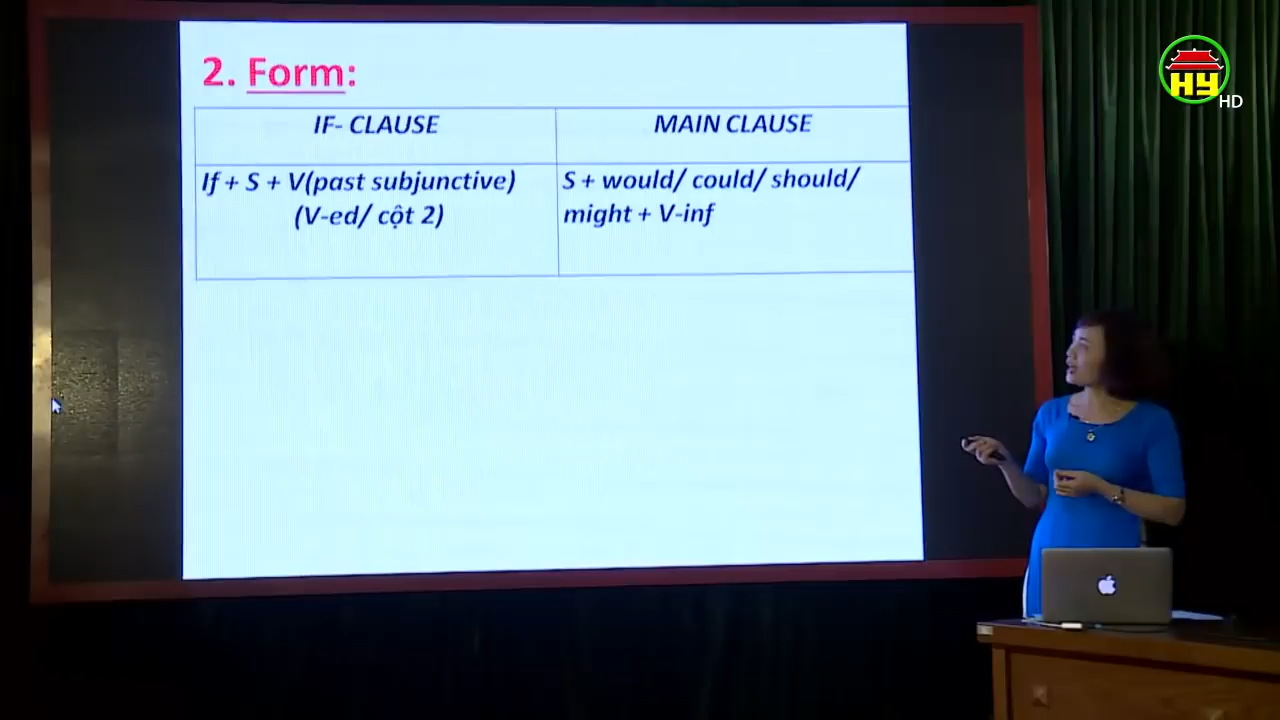 2. Form:
IF- CLAUSE
MAIN CLAUSE
If + S + V(past subjunctive)
(V-ed/ cột 2)
S + would/ could/ should/
might + V-inf
HY
HD